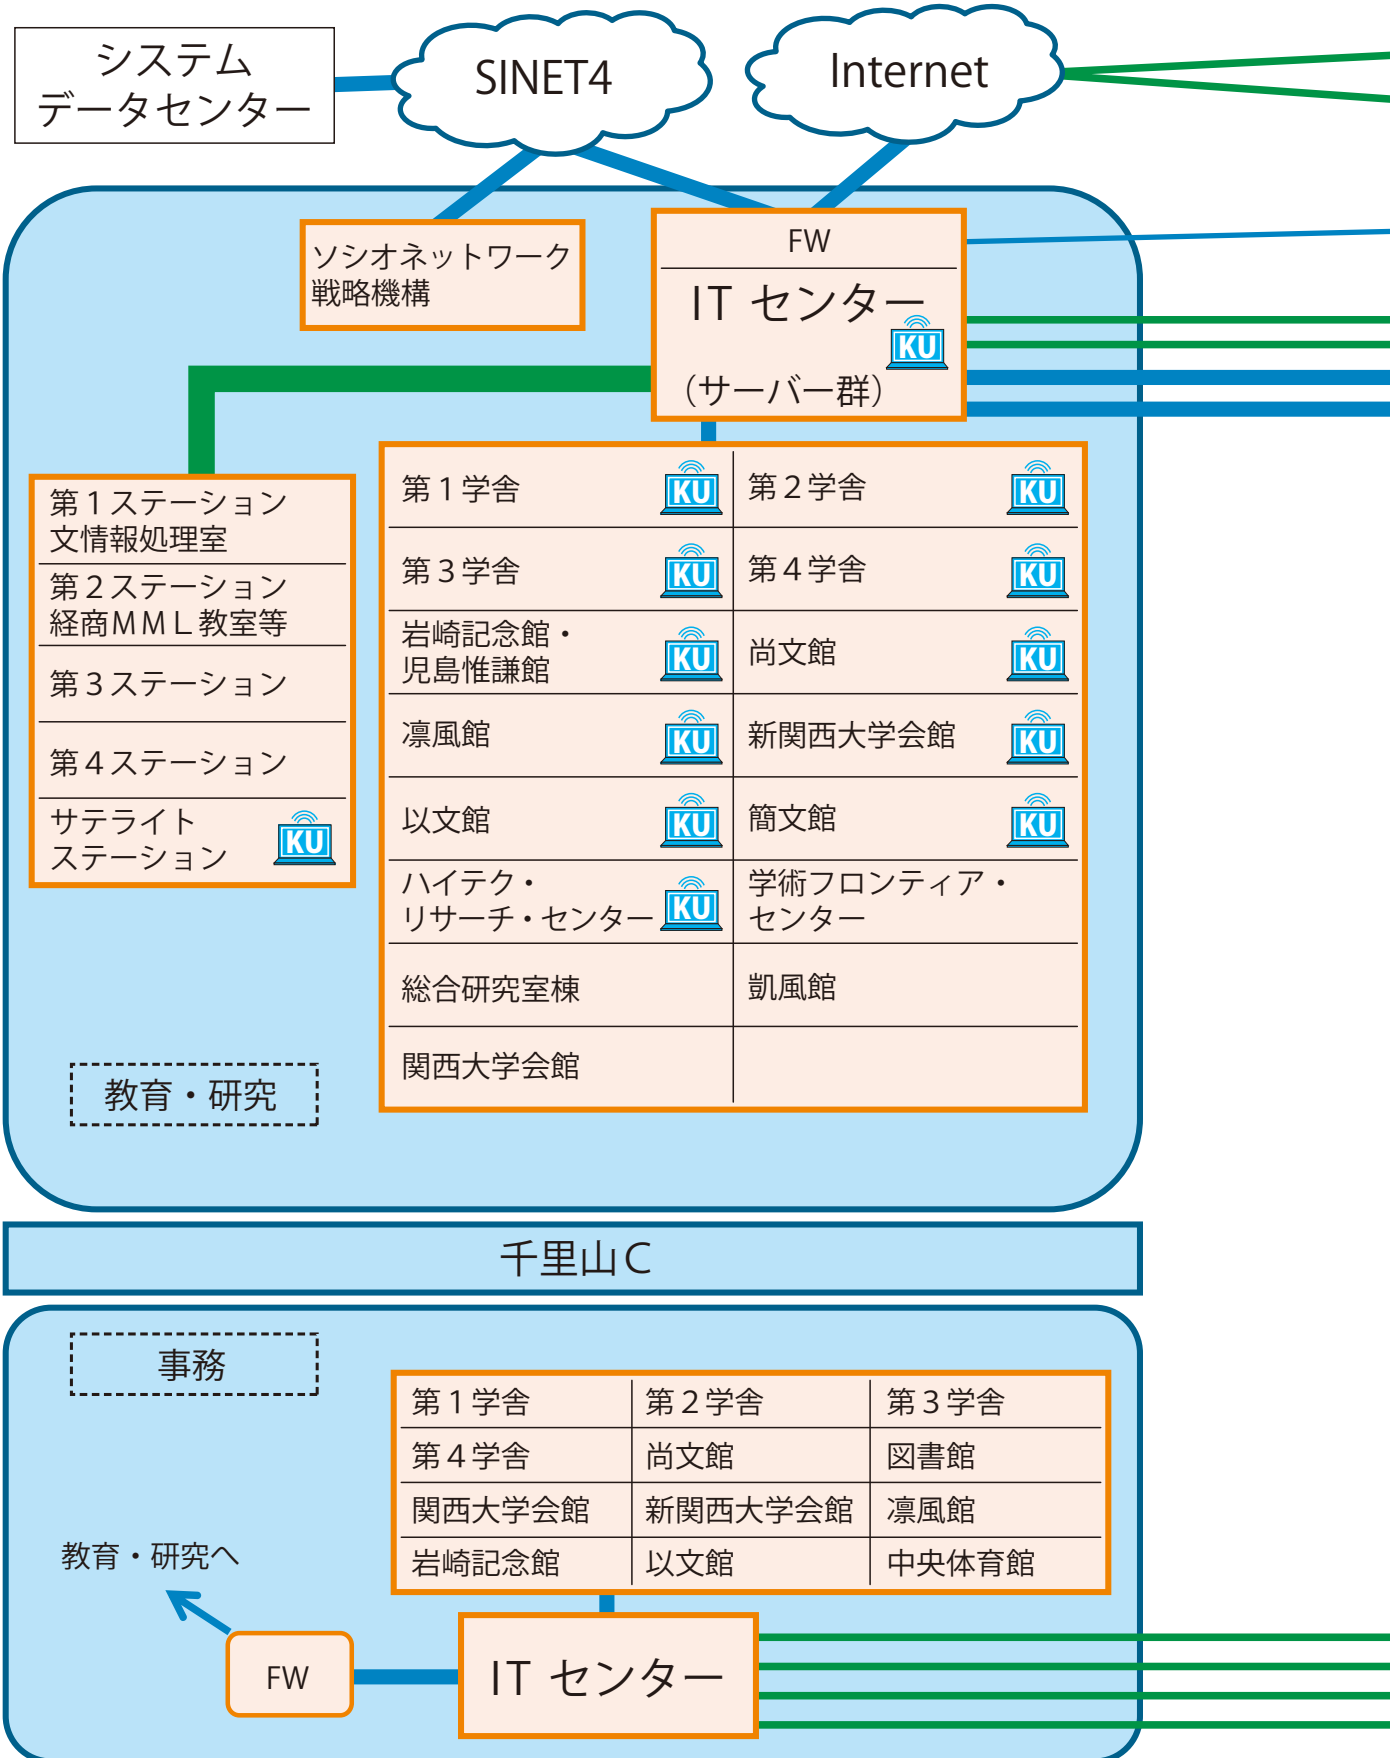 システム
データセンター
SINET4
Internet
ソシオネットワーク
戦略機構
FW
IT センター
KU
(サーバー群)
第1ステーション
文情報処理室
第2ステーション
経商MML教室等
第3ステーション
第4ステーション
サテライト
ステーション
KU
第1学舎
KU
第2学舎
KU
第3学舎
KU
第4学舎
KU
岩崎記念館・
児島惟謙館
KU
尚文館
KU
凛風館
KU
新関西大学会館
KU
以文館
KU
簡文館
KU
ハイテク・
リサーチ・センター
KU
学術フロンティア・
センター
総合研究室棟
凱風館
関西大学会館
教育・研究
千里山C
事務
第1学舎
第2学舎
第3学舎
第4学舎
尚文館
図書館
関西大学会館
新関西大学会館
凛風館
岩崎記念館
以文館
中央体育館
教育・研究へ
FW
IT センター